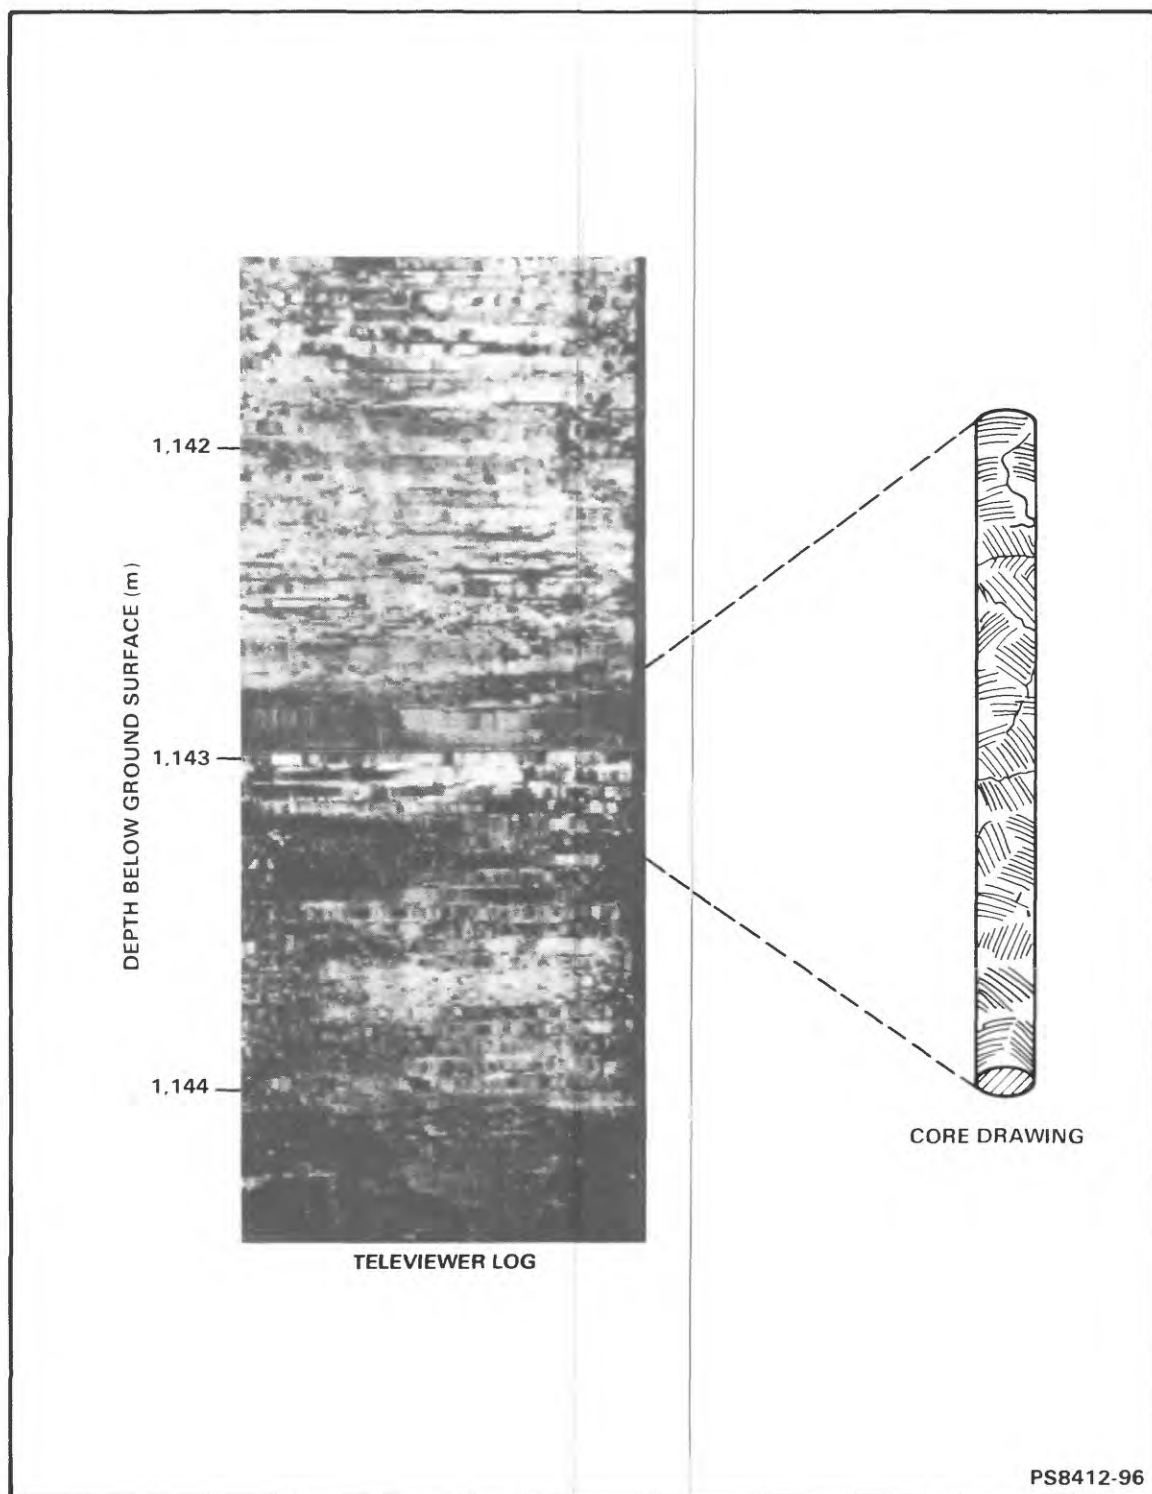 1,142
1,143
1,144
DEPTH BELOW GROUND SURFACE (m)
TELEVIEWER LOG
CORE DRAWING
PS8412-96